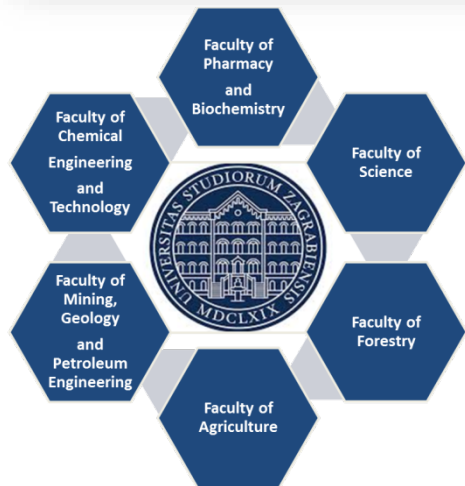 Faculty of
Pharmacy
and
Biochemistry
Faculty of
Chemical
Engineering
and
Technology
Faculty of
Science
UNIVERSITAS STUDIORUM ZAGRABIENSIS
MDCLXIX
Faculty of
Mining,
Geology
and
Petroleum
Engineering
Faculty of
Forestry
Faculty of
Agriculture